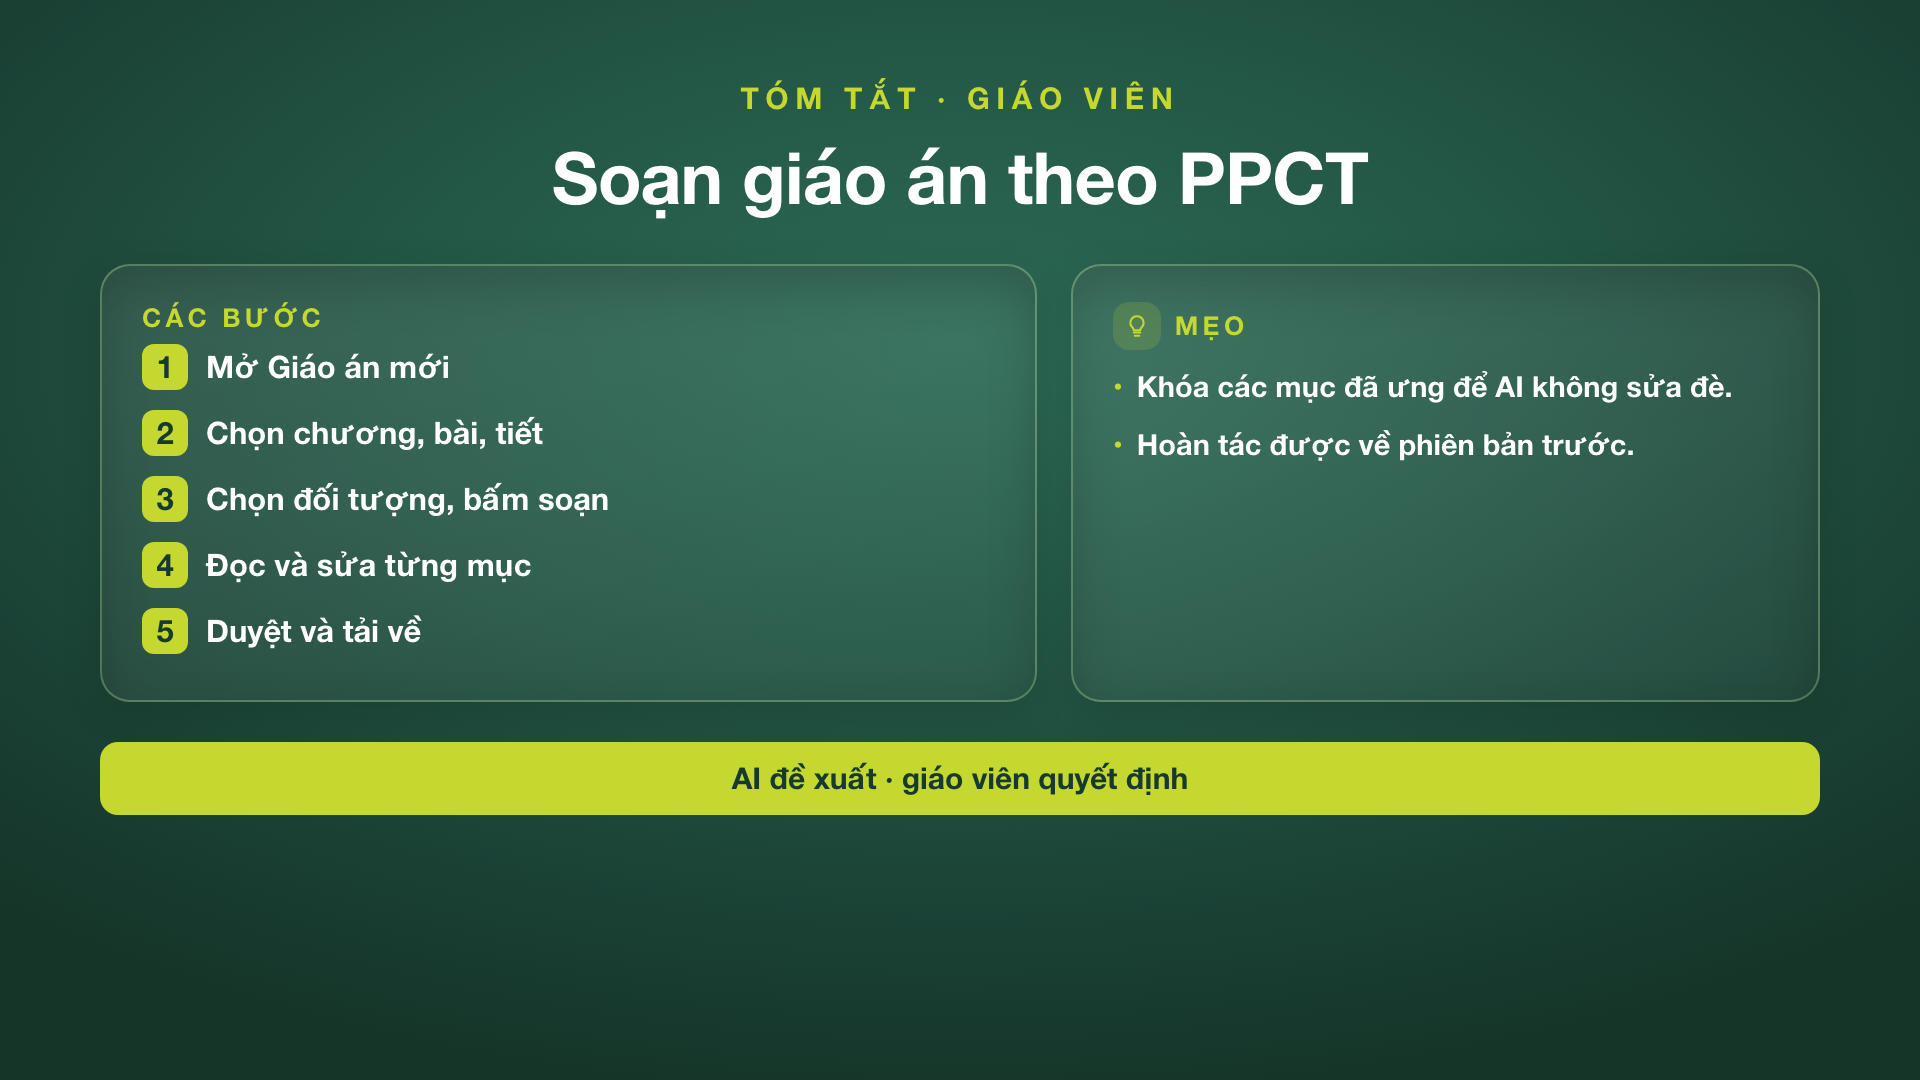 TÓM TẮT · GIÁO VIÊN
Soạn giáo án theo PPCT
CÁC BƯỚC
1 Mở Giáo án mới
2 Chọn chương, bài, tiết
3 Chọn đối tượng, bấm soạn
4 Đọc và sửa từng mục
5 Duyệt và tải về
MẸO
• Khóa các mục đã ưng để AI không sửa đè.
• Hoàn tác được về phiên bản trước.
AI đề xuất · giáo viên quyết định